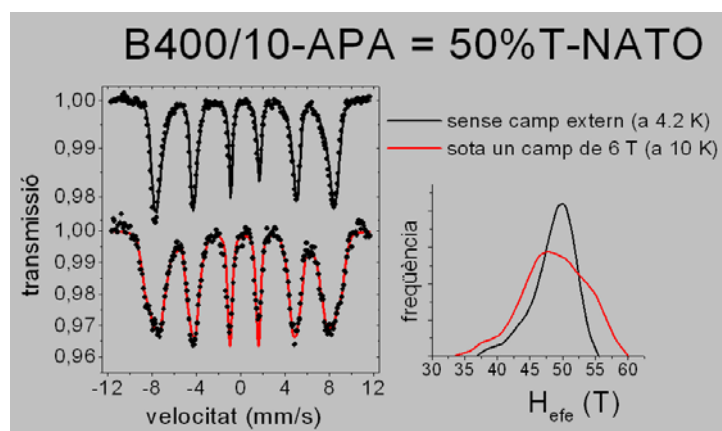 B400/10-APA = 50%T-NATO
1,00
0,99
0,98
1,00
0,99
0,98
0,97
0,96
transmissió
-12 -8 -4 0 4 8 12
velocitat (mm/s)
sense camp extern (a 4.2 K)
sota un camp de 6 T (a 10 K)
freqüència
30 35 40 45 50 55 60
H_efe (T)